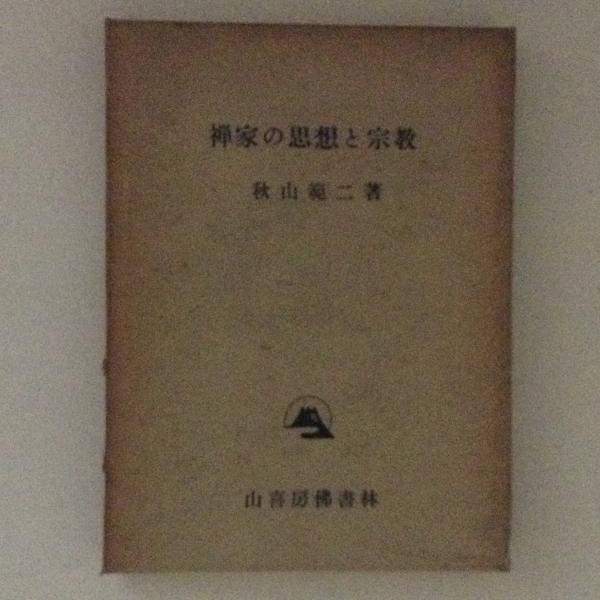 禅家の思想と宗教
秋山範二著
山喜房佛書林